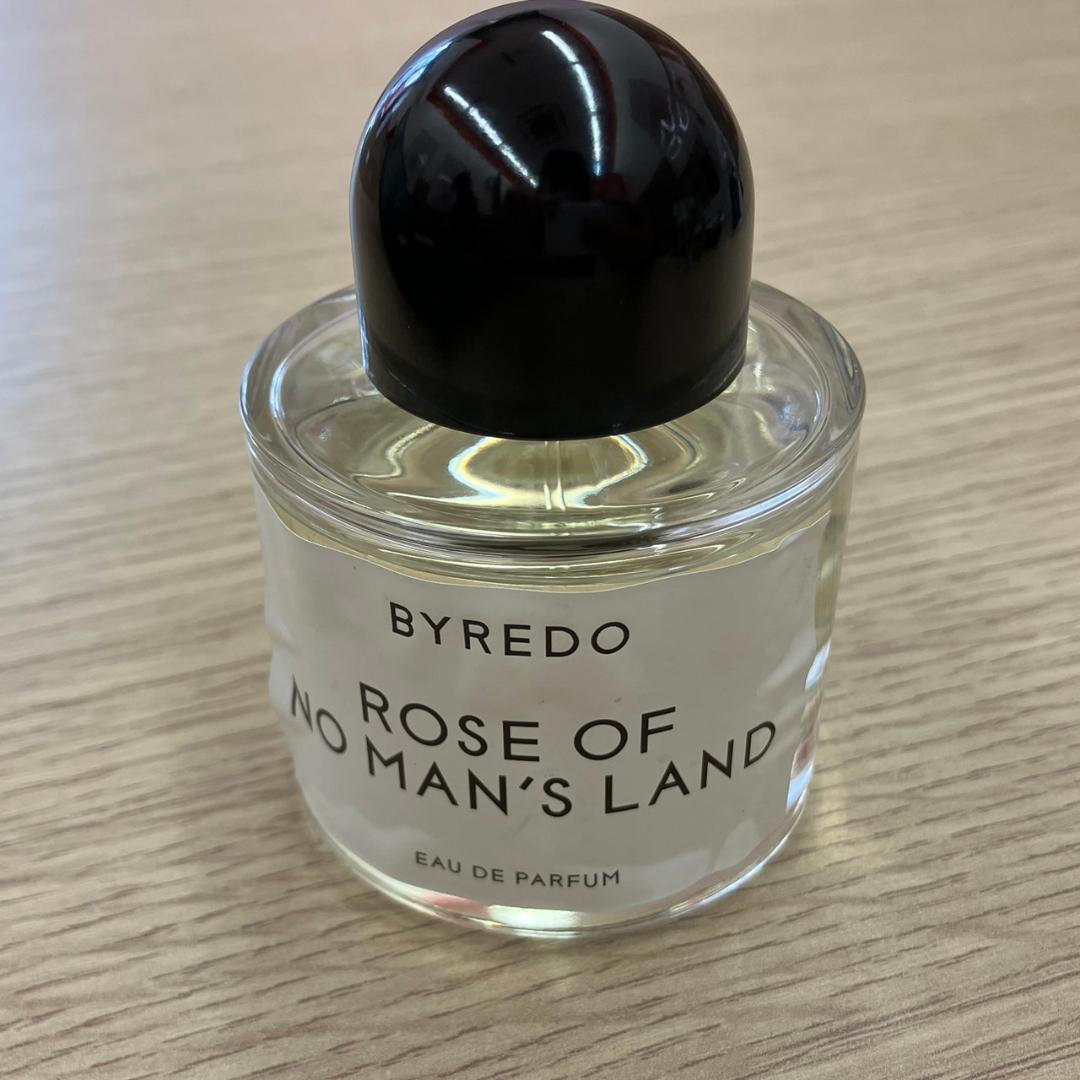 BYREDO
ROSE OF
NO MAN'S LAND
EAU DE PARFUM